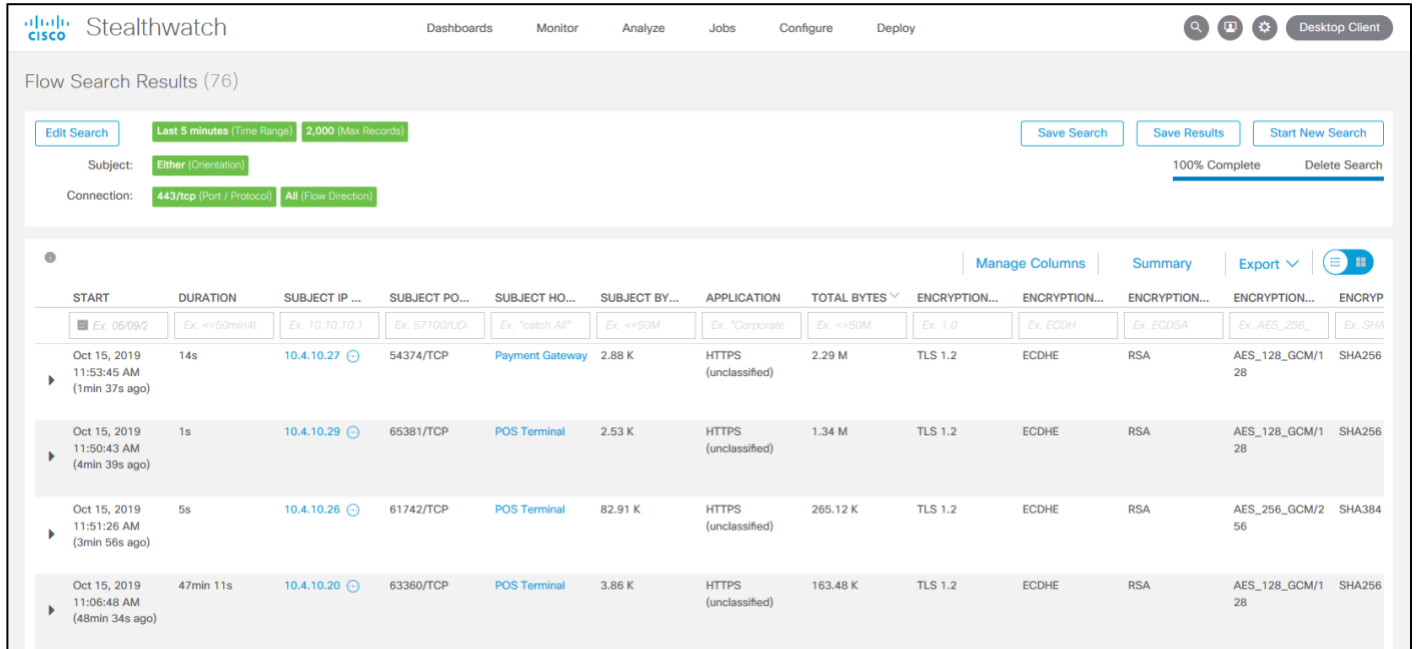 cisco Stealthwatch Dashboards Monitor Analyze Jobs Configure Deploy Desktop Client
Flow Search Results (76)
Edit Search Last 5 minutes (Time Range) 2,000 (Max Records) Save Search Save Results Start New Search
Subject: Either (Orientation) 100% Complete Delete Search
Connection: 443/tcp (Port / Protocol) All (Flow Direction)
Manage Columns Summary Export
START DURATION SUBJECT IP ... SUBJECT PO... SUBJECT HO... SUBJECT BY... APPLICATION TOTAL BYTES ENCRYPTION... ENCRYPTION... ENCRYPTION... ENCRYPTION... ENCRYP
Ex. 06/09/2 Ex. <=50min4( Ex. 10.10.10.1 Ex. 57100/UD Ex. "catch All" Ex. <=50M Ex. "Corporate Ex. <=50M Ex. 1.0 Ex. ECDH Ex. ECDSA Ex. AES_256_ Ex. SHA
Oct 15, 2019 14s 10.4.10.27 54374/TCP Payment Gateway 2.88 K HTTPS 2.29 M TLS 1.2 ECDHE RSA AES_128_GCM/1 SHA256
11:53:45 AM (unclassified) 28
(1min 37s ago)
Oct 15, 2019 1s 10.4.10.29 65381/TCP POS Terminal 2.53 K HTTPS 1.34 M TLS 1.2 ECDHE RSA AES_128_GCM/1 SHA256
11:50:43 AM (unclassified) 28
(4min 39s ago)
Oct 15, 2019 5s 10.4.10.26 61742/TCP POS Terminal 82.91 K HTTPS 265.12 K TLS 1.2 ECDHE RSA AES_256_GCM/2 SHA384
11:51:26 AM (unclassified) 56
(3min 56s ago)
Oct 15, 2019 47min 11s 10.4.10.20 63360/TCP POS Terminal 3.86 K HTTPS 163.48 K TLS 1.2 ECDHE RSA AES_128_GCM/1 SHA256
11:06:48 AM (unclassified) 28
(48min 34s ago)